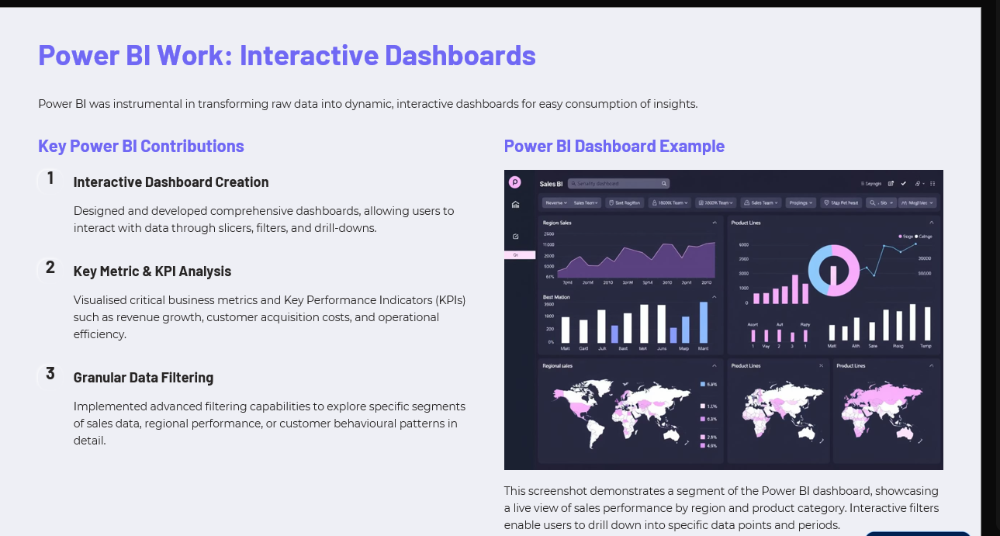 Power BI Work: Interactive Dashboards
Power BI was instrumental in transforming raw data into dynamic, interactive dashboards for easy consumption of insights.
Key Power BI Contributions
1 Interactive Dashboard Creation
Designed and developed comprehensive dashboards, allowing users to
interact with data through slicers, filters, and drill-downs.
2 Key Metric & KPI Analysis
Visualised critical business metrics and Key Performance Indicators (KPIs)
such as revenue growth, customer acquisition costs, and operational
efficiency.
3 Granular Data Filtering
Implemented advanced filtering capabilities to explore specific segments
of sales data, regional performance, or customer behavioural patterns in
detail.
Power BI Dashboard Example
Sales BI
Sales Team
Sales Team
Region Sales
Product Lines
Best Mation
Regional sales
Product Lines
Product Lines
This screenshot demonstrates a segment of the Power BI dashboard, showcasing
a live view of sales performance by region and product category. Interactive filters
enable users to drill down into specific data points and periods.